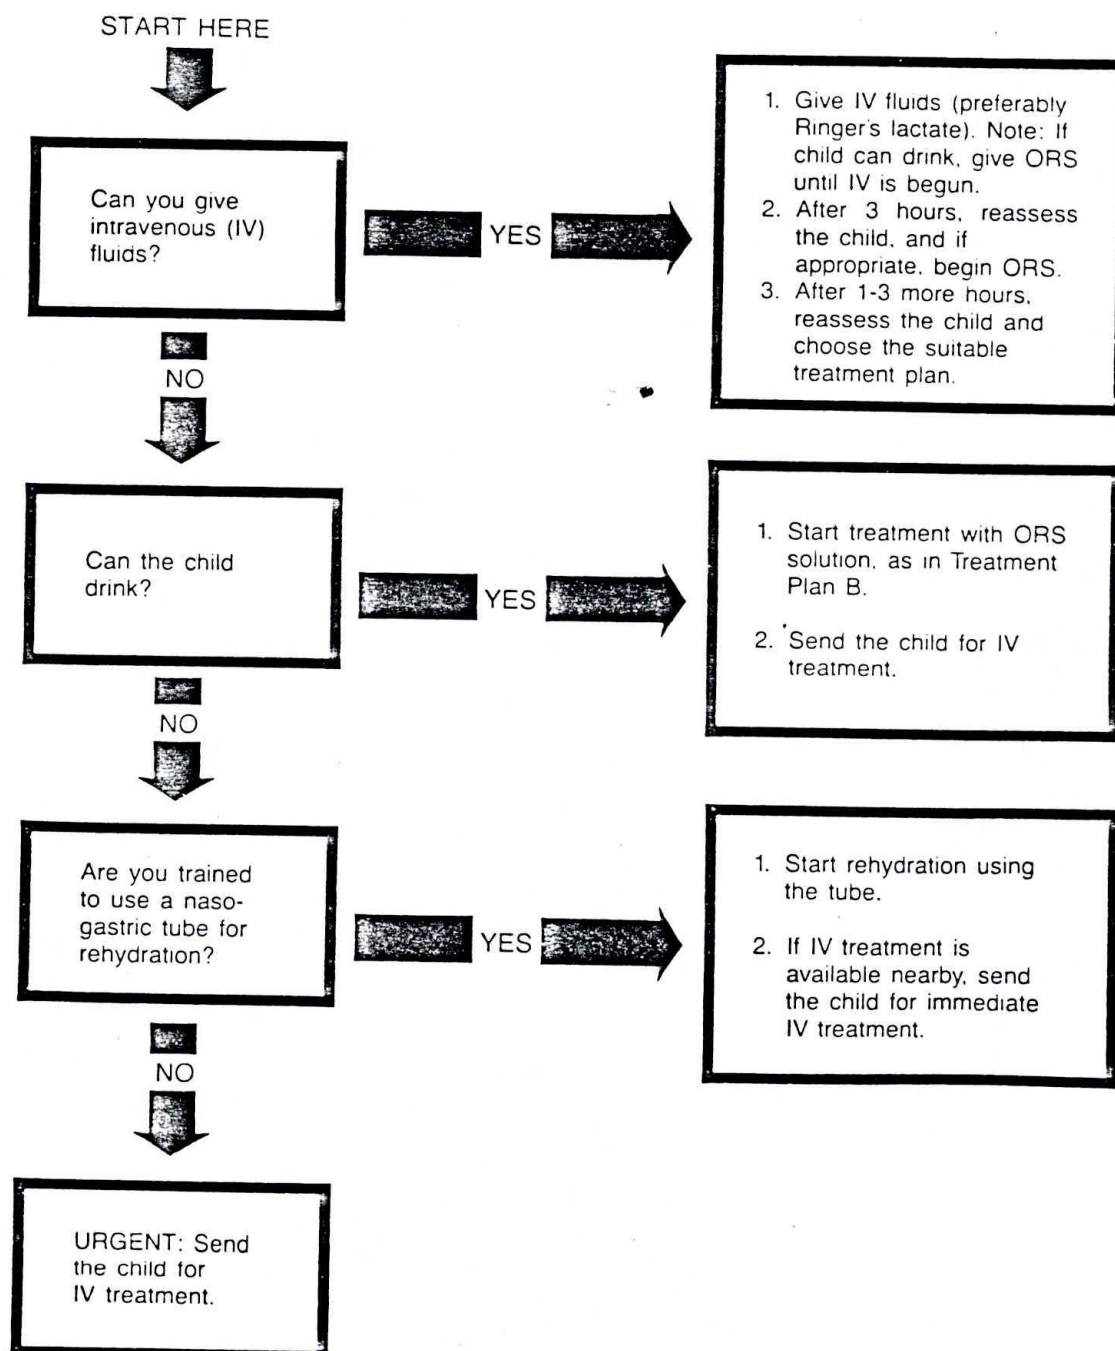 START HERE
Can you give
intravenous (IV)
fluids?
YES
1. Give IV fluids (preferably
Ringer's lactate). Note: If
child can drink, give ORS
until IV is begun.
2. After 3 hours, reassess
the child, and if
appropriate, begin ORS.
3. After 1-3 more hours,
reassess the child and
choose the suitable
treatment plan.
NO
Can the child
drink?
YES
1. Start treatment with ORS
solution, as in Treatment
Plan B.
2. Send the child for IV
treatment.
NO
Are you trained
to use a naso-
gastric tube for
rehydration?
YES
1. Start rehydration using
the tube.
2. If IV treatment is
available nearby, send
the child for immediate
IV treatment.
NO
URGENT: Send
the child for
IV treatment.